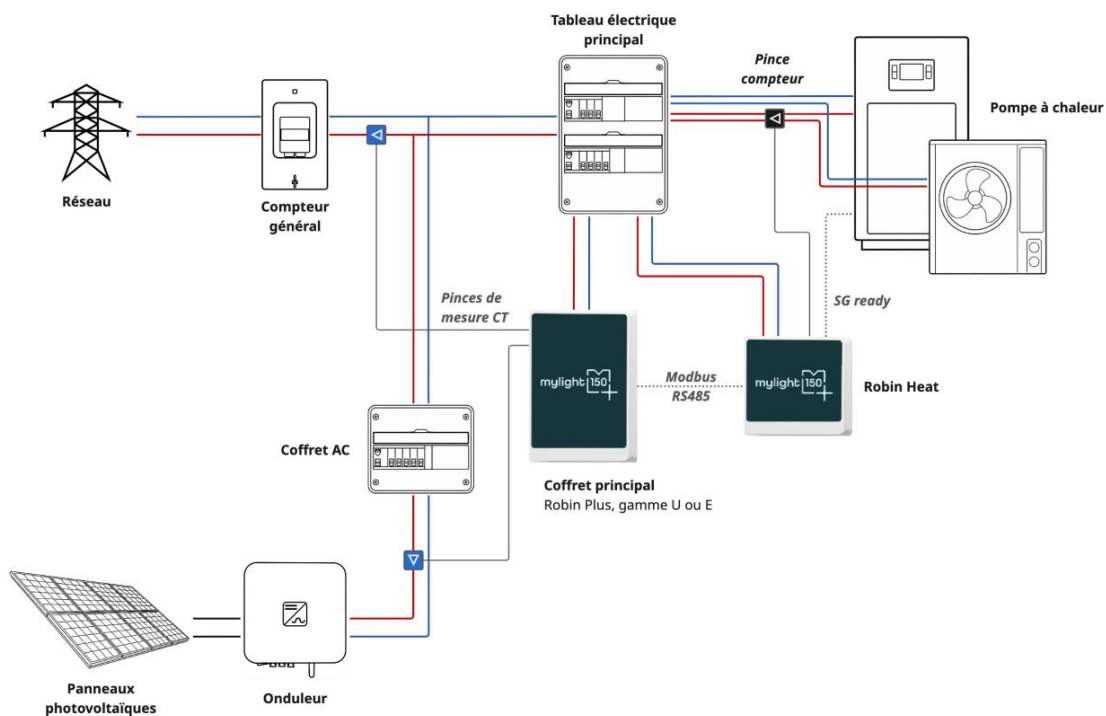 Tableau électrique
principal
Pince
compteur
Pompe à chaleur
Réseau
Compteur
général
Pinces de
mesure CT
SG ready
mylight 150
mylight 150
Modbus
RS485
Robin Heat
Coffret AC
Coffret principal
Robin Plus, gamme U ou E
Panneaux
photovoltaïques
Onduleur